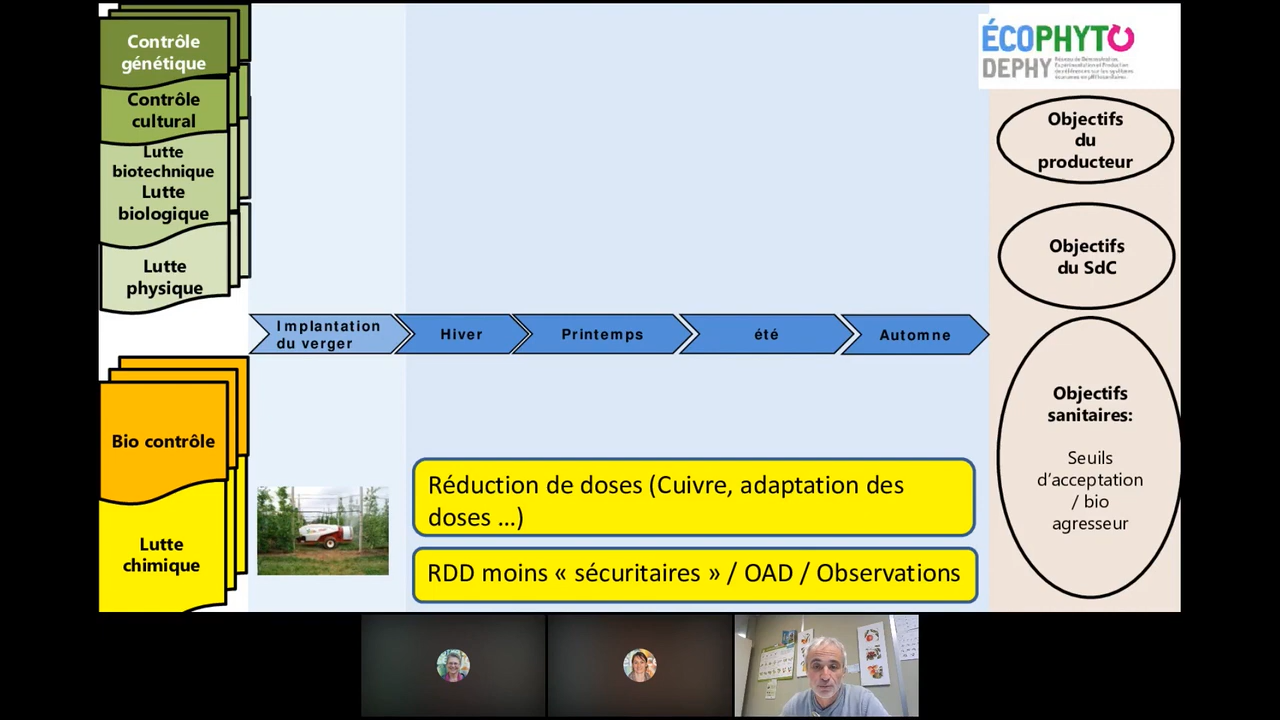 Contrôle
génétique
Contrôle
cultural
Lutte
biotechnique
Lutte
biologique
Lutte
physique
Bio contrôle
Lutte
chimique
Implantation
du verger
Hiver
Printemps
été
Automne
Réduction de doses (Cuivre, adaptation des
doses ...)
RDD moins « sécuritaires » / OAD / Observations
ÉCOPHYTO
DEPHY
Objectifs
du
producteur
Objectifs
du SdC
Objectifs
sanitaires:
Seuils
d'acceptation
/ bio
agresseur